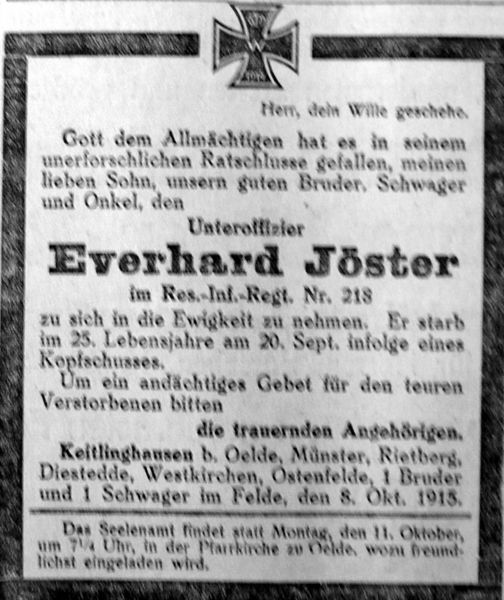 W
1914
Herr, dein Wille geschehe.
Gott dem Allmächtigen hat es in seinem
unerforschlichen Ratschlusse gefallen, meinen
lieben Sohn, unsern guten Bruder, Schwager
und Onkel, den
Unteroffizier
Everhard Jöster
im Res.-Inf.-Regt. Nr. 218
zu sich in die Ewigkeit zu nehmen. Er starb
im 25. Lebensjahre am 20. Sept. infolge eines
Kopfschusses.
Um ein andächtiges Gebet für den teuren
Verstorbenen bitten
die trauernden Angehörigen.
Keitlinghausen b. Oelde, Münster, Rietberg,
Diestedde, Westkirchen, Ostenfelde, 1 Bruder
und 1 Schwager im Felde, den 8. Okt. 1915.
Das Seelenamt findet statt Montag, den 11. Oktober,
um 7¼ Uhr, in der Pfarrkirche zu Oelde, wozu freund-
lichst eingeladen wird.